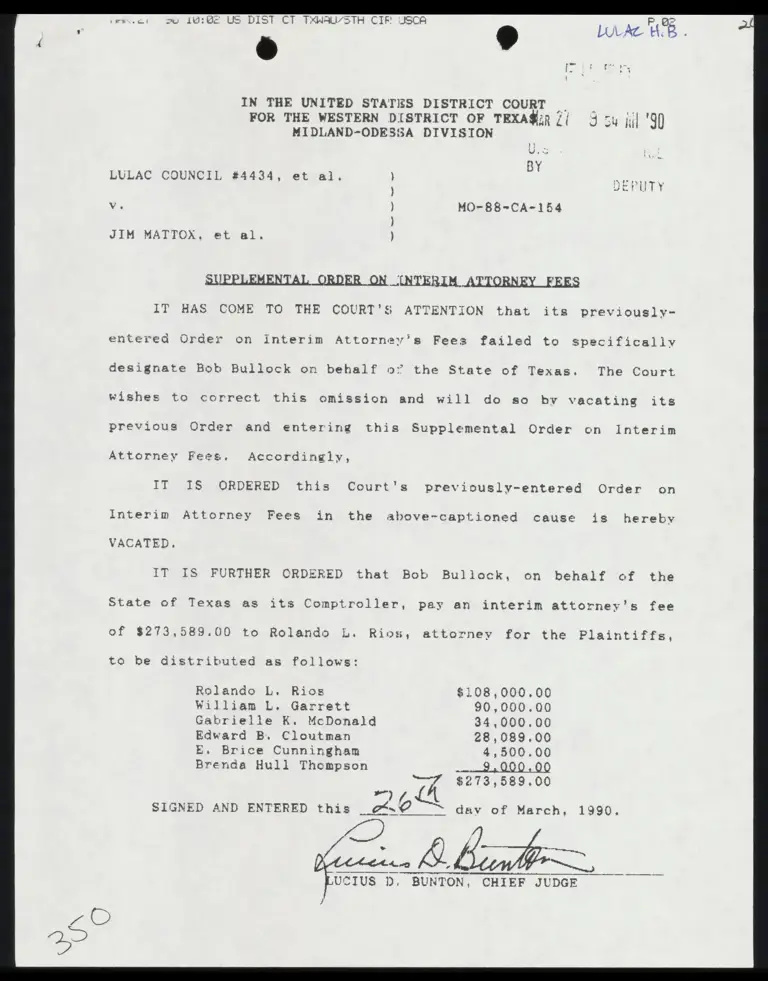 10:02 US DIST CT TXWAU/5TH CIR USCA P.02
LULAC H.B.
IN THE UNITED STATES DISTRICT COURT
FOR THE WESTERN DISTRICT OF TEXAS MAR 27 9 54 AM '90
MIDLAND-ODESSA DIVISION
BY
DEPUTY
LULAC COUNCIL #4434, et al. )
)
v. ) MO-88-CA-154
)
JIM MATTOX, et al. )
SUPPLEMENTAL ORDER ON INTERIM ATTORNEY FEES
IT HAS COME TO THE COURT'S ATTENTION that its previously-
entered Order on Interim Attorney's Fees failed to specifically
designate Bob Bullock on behalf of the State of Texas. The Court
wishes to correct this omission and will do so by vacating its
previous Order and entering this Supplemental Order on Interim
Attorney Fees. Accordingly,
IT IS ORDERED this Court's previously-entered Order on
Interim Attorney Fees in the above-captioned cause is hereby
VACATED.
IT IS FURTHER ORDERED that Bob Bullock, on behalf of the
State of Texas as its Comptroller, pay an interim attorney's fee
of $273,589.00 to Rolando L. Rios, attorney for the Plaintiffs,
to be distributed as follows:
Rolando L. Rios $108,000.00
William L. Garrett 90,000.00
Gabrielle K. McDonald 34,000.00
Edward B. Cloutman 28,089.00
E. Brice Cunningham 4,500.00
Brenda Hull Thompson 9,000.00
$273,589.00
SIGNED AND ENTERED this 26th day of March, 1990.
Lucius D. Bunton
LUCIUS D. BUNTON, CHIEF JUDGE
350